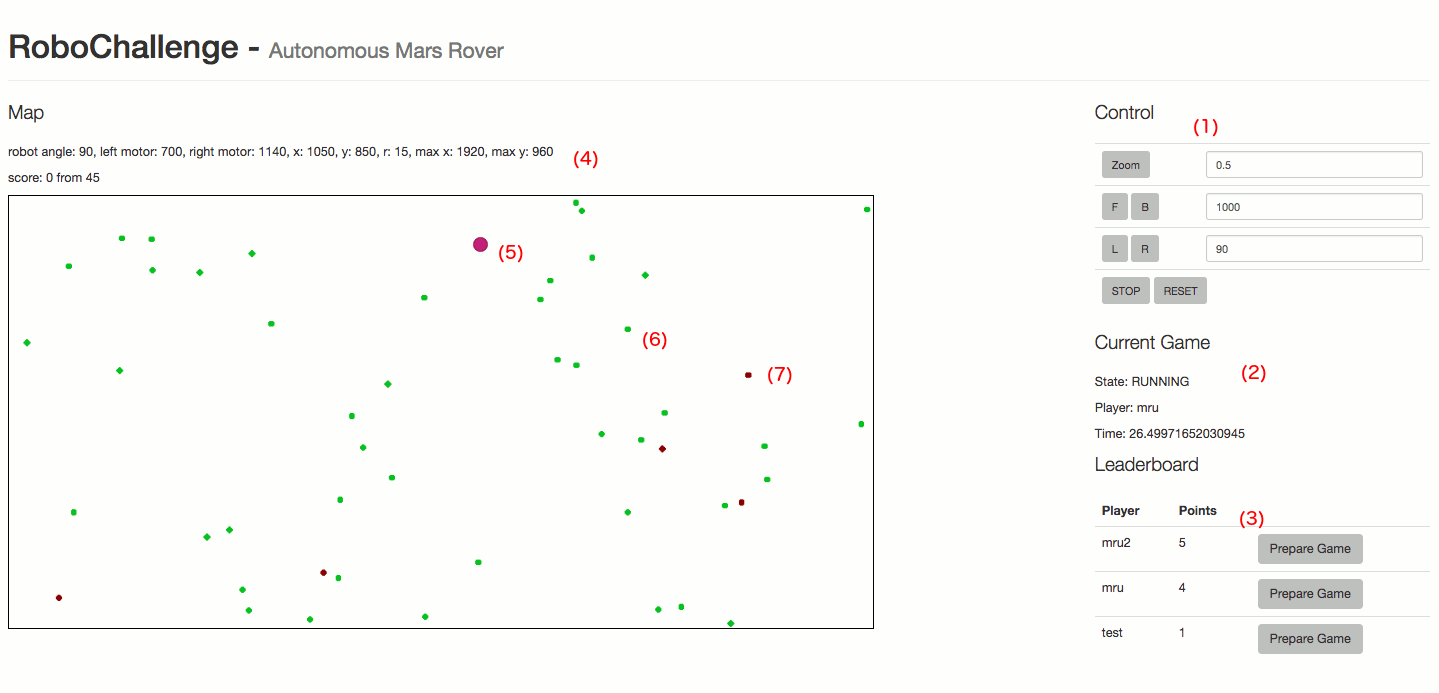 RoboChallenge - Autonomous Mars Rover
Map
robot angle: 90, left motor: 700, right motor: 1140, x: 1050, y: 850, r: 15, max x: 1920, max y: 960
(4)
score: 0 from 45
(5)
(6)
(7)
Control
(1)
Zoom 0.5
F B 1000
L R 90
STOP RESET
Current Game
(2)
State: RUNNING
Player: mru
Time: 26.49971652030945
Leaderboard
Player Points
(3)
mru2 5 Prepare Game
mru 4 Prepare Game
test 1 Prepare Game